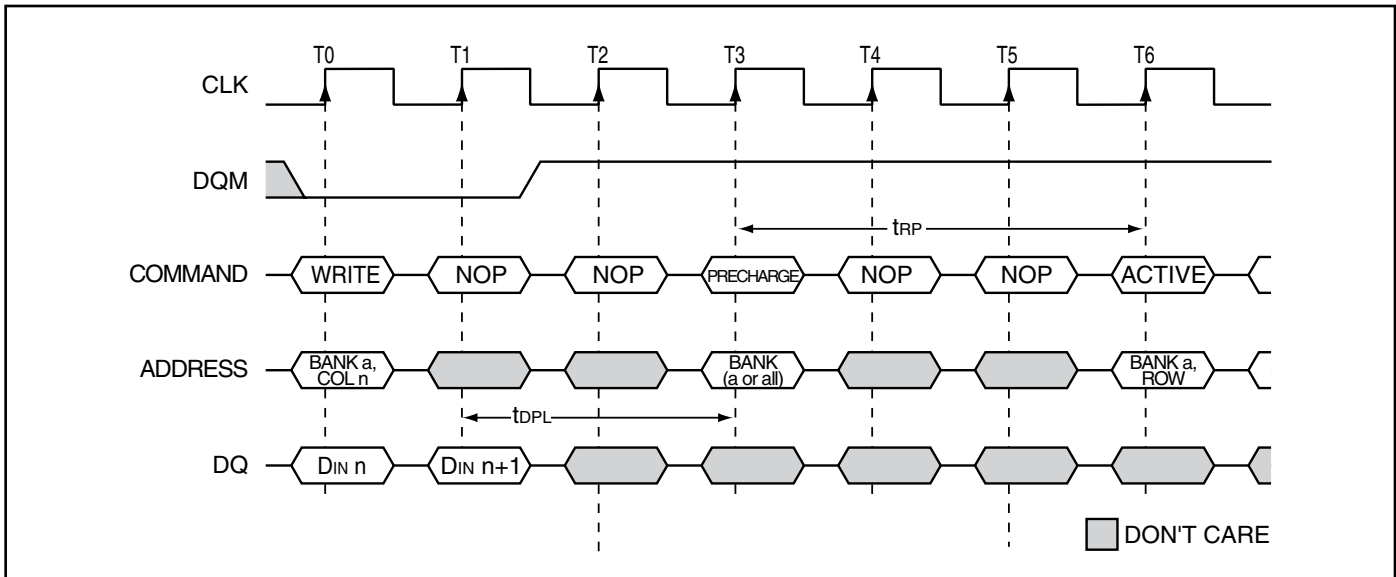 T0 T1 T2 T3 T4 T5 T6
CLK
DQM
tRP
COMMAND WRITE NOP NOP PRECHARGE NOP NOP ACTIVE
ADDRESS BANK a, COL n BANK (a or all) BANK a, ROW
tDPL
DQ DIN n DIN n+1
DON'T CARE